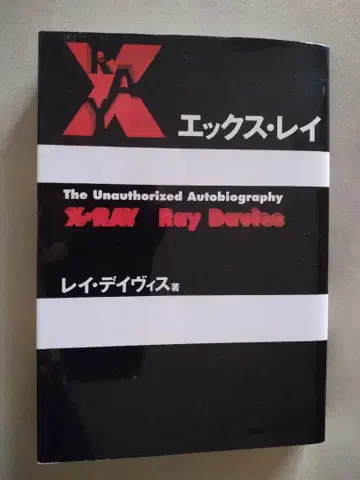 X-RAY
エックス・レイ
The Unauthorized Autobiography
X-RAY Ray Davies
レイ・デイヴィス著